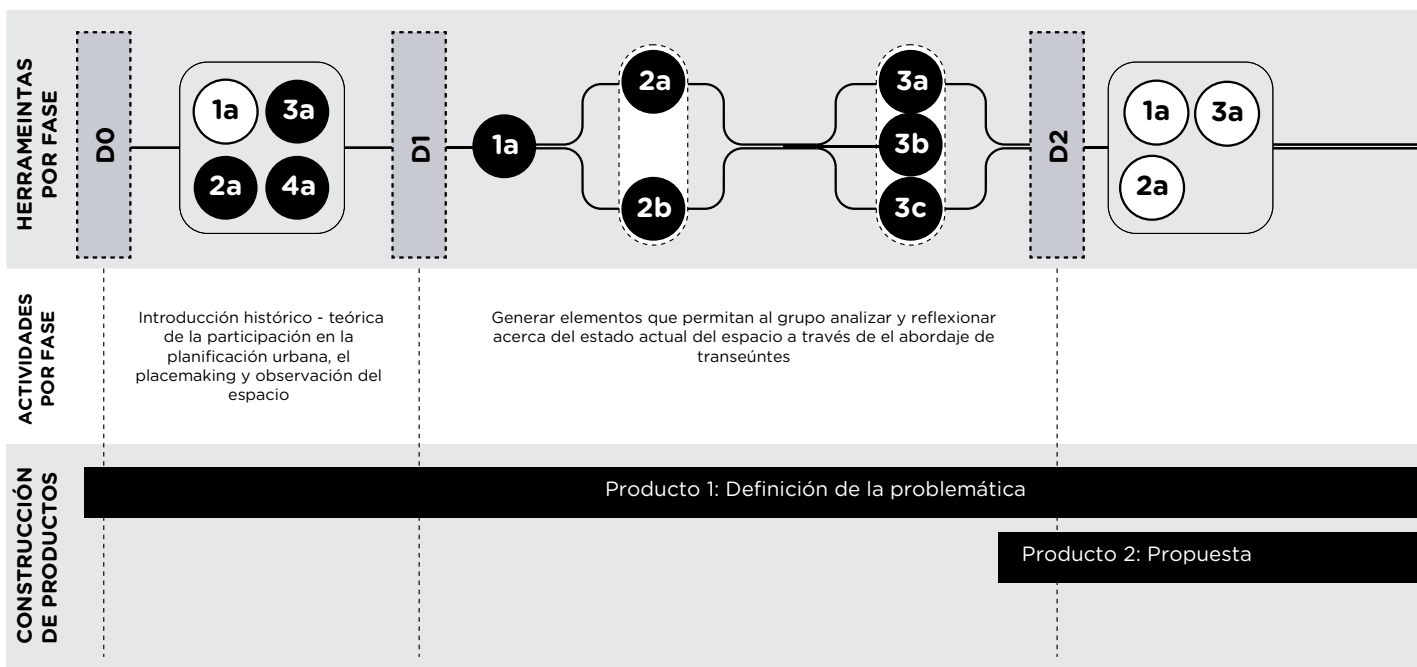 HERRAMEINTAS
POR FASE
D0
1a
3a
2a
4a
D1
1a
2a
2b
3a
3b
3c
D2
1a
3a
2a
ACTIVIDADES
POR FASE
Introducción histórico - teórica
de la participación en la
planificación urbana, el
placemaking y observación del
espacio
Generar elementos que permitan al grupo analizar y reflexionar
acerca del estado actual del espacio a través de el abordaje de
transeúntes
CONSTRUCCIÓN
DE PRODUCTOS
Producto 1: Definición de la problemática
Producto 2: Propuesta